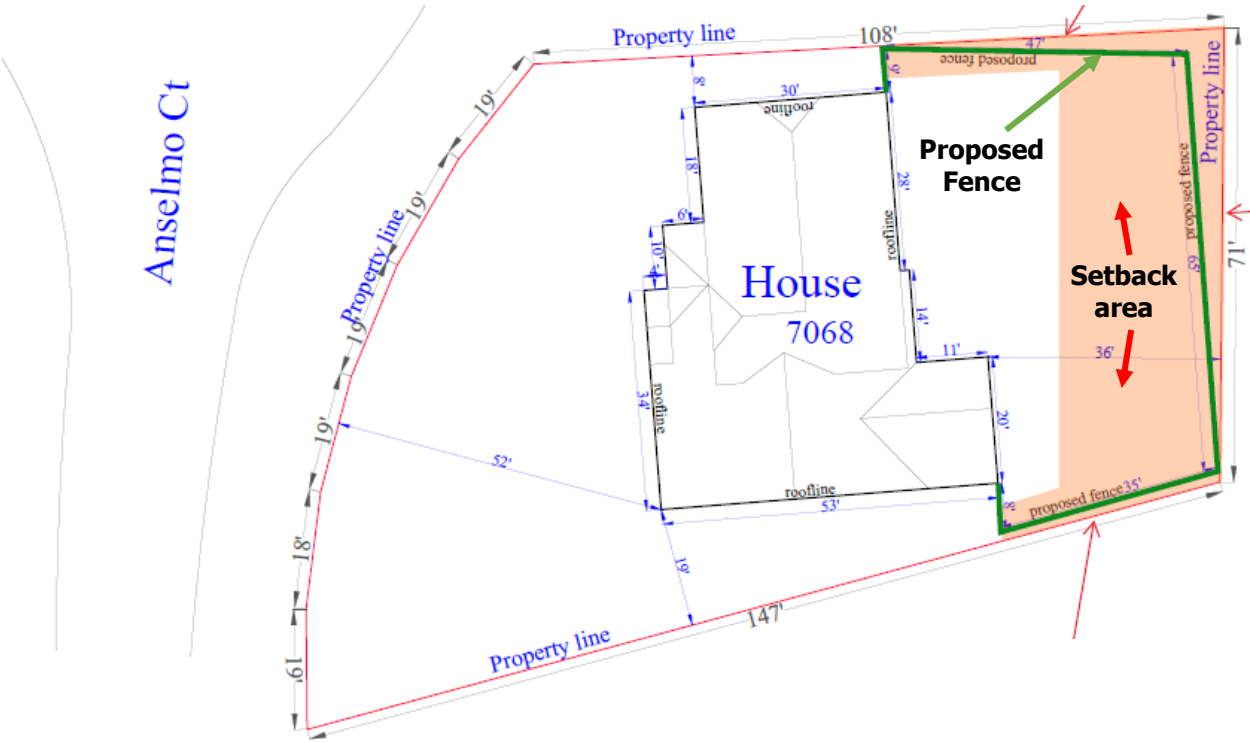 Property line
108'
47'
proposed fence
Property line
19'
8'
30'
roofline
9'
Proposed
Fence
Anselmo Ct
19'
18'
28'
proposed fence
Property line
6'
roofline
10'
71'
65'
Setback
area
House
7068
4'
19'
14'
11'
36'
34'
roofline
19'
20'
52'
roofline
53'
proposed fence
35'
8'
18'
19'
147'
Property line
19'